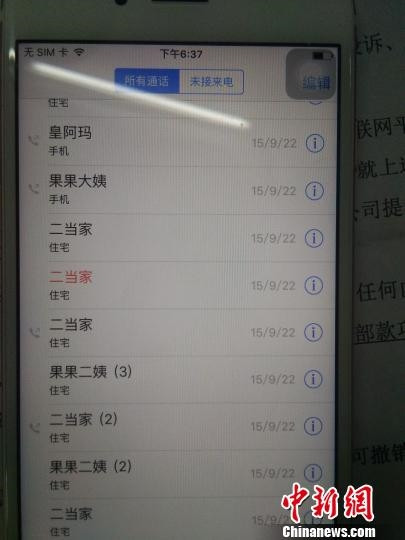 无 SIM 卡 下午6:37
所有通话 未接来电 编辑
住宅
皇阿玛
手机
15/9/22
果果大姨
手机
15/9/22
二当家
住宅
15/9/22
二当家
住宅
15/9/22
二当家
住宅
15/9/22
果果二姨 (3)
住宅
15/9/22
二当家 (2)
住宅
15/9/22
果果二姨 (2)
住宅
15/9/22
二当家
住宅
15/9/22
诉、
联网平
就上
司提
任何
部款项
可撤销
中新网
www.chinanews.com